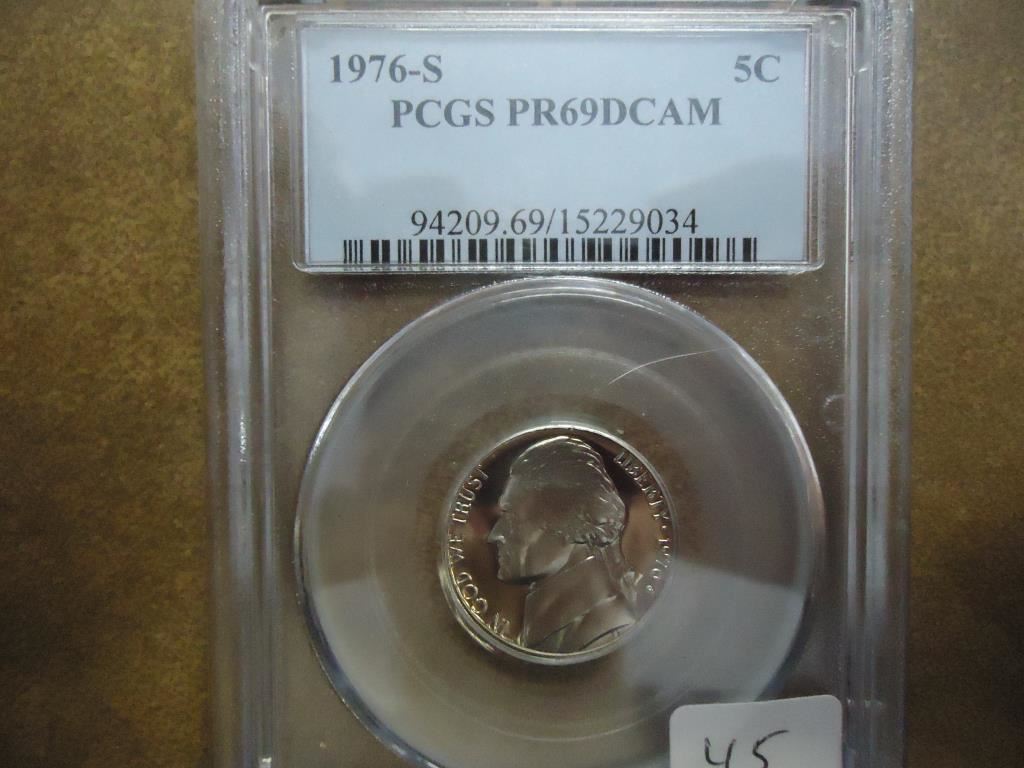 1976-S 5C
PCGS PR69DCAM
94209.69/15229034
IN GOD WE TRUST
LIBERTY · 1976 S
45